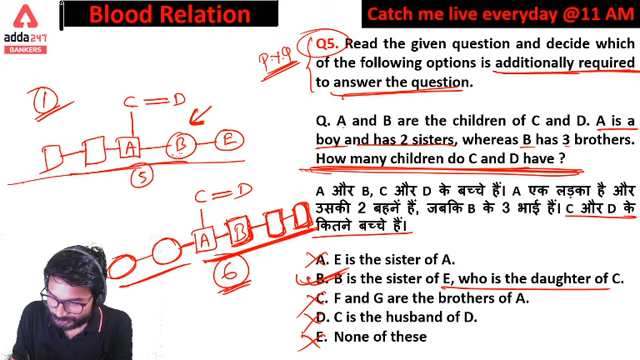 Blood Relation
Catch me live everyday @11 AM
adda247
BANKERS
Q5. Read the given question and decide which
of the following options is additionally required
to answer the question.
Q. A and B are the children of C and D. A is a
boy and has 2 sisters, whereas B has 3 brothers.
How many children do C and D have ?
A और B, C और D के बच्चे हैं। A एक लड़का है और
उसकी 2 बहनें हैं, जबकि B के 3 भाई हैं। C और D के
कितने बच्चे हैं।
A. E is the sister of A.
B. B is the sister of E, who is the daughter of C.
C. F and G are the brothers of A.
D. C is the husband of D.
E. None of these
1
C = D
A B E
5
C = D
A B
6